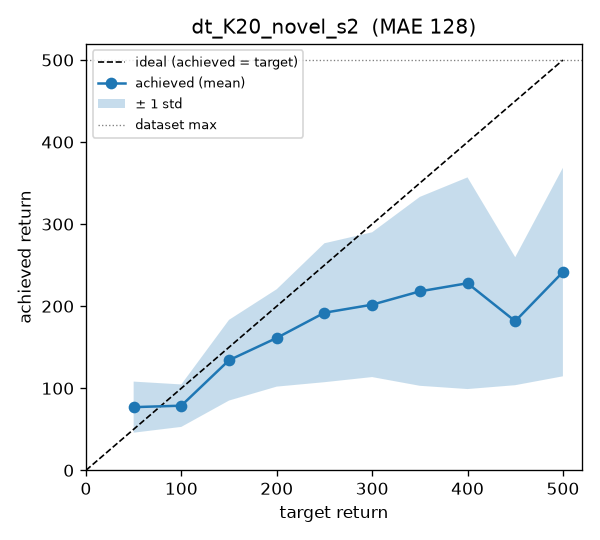 dt_K20_novel_s2  (MAE 128)
ideal (achieved = target)
achieved (mean)
± 1 std
dataset max
achieved return
500
400
300
200
100
0
0 100 200 300 400 500
target return